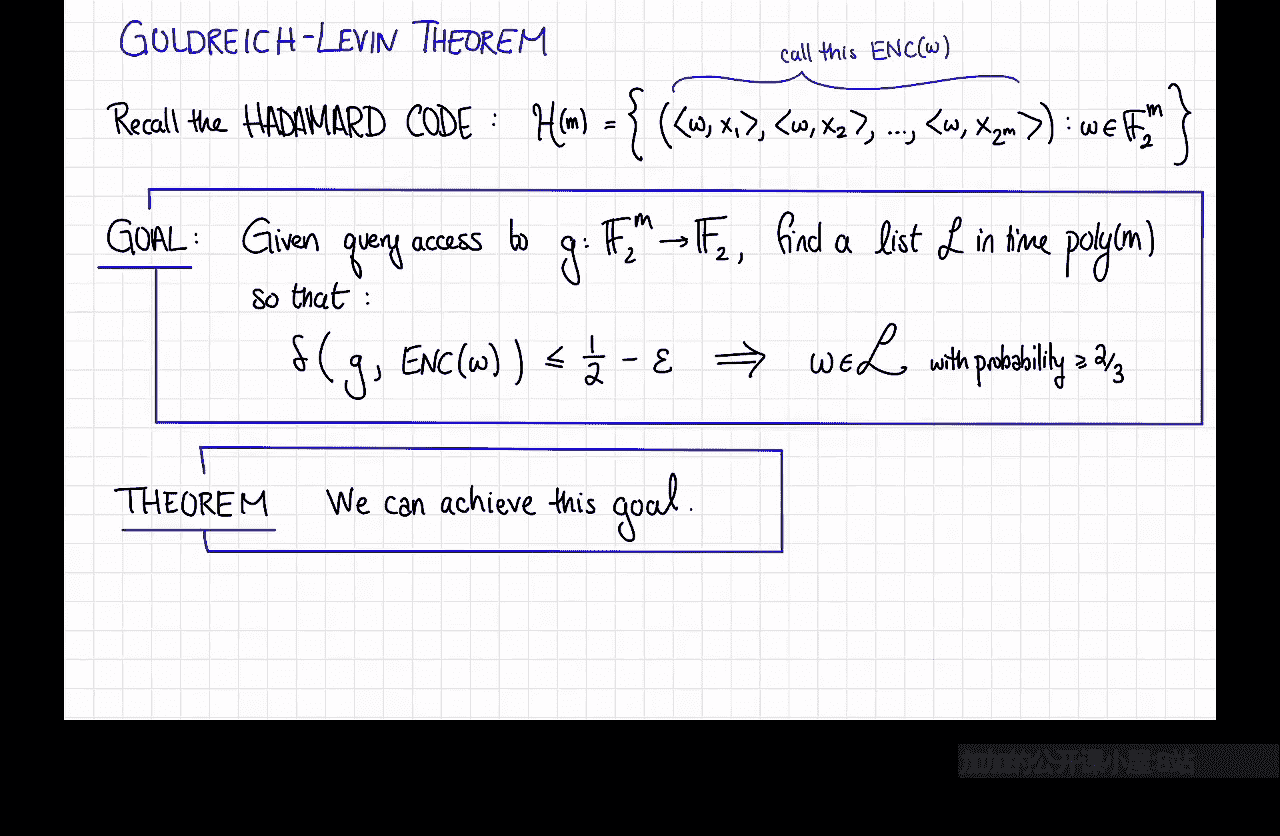 GOLDREICH-LEVIN THEOREM
call this ENC(ω)
Recall the HADAMARD CODE : ℋ(m) = { (⟨ω, x₁⟩, ⟨ω, x₂⟩, ..., ⟨ω, x_{2^m}⟩) : ω ∈ 𝔽₂^m }
GOAL: Given query access to g: 𝔽₂^m → 𝔽₂, find a list ℒ in time poly(m)
so that :
δ( g, ENC(ω) ) ≤ 1/2 - ε ⟹ ω ∈ ℒ with probability ≥ 2/3
THEOREM We can achieve this goal.